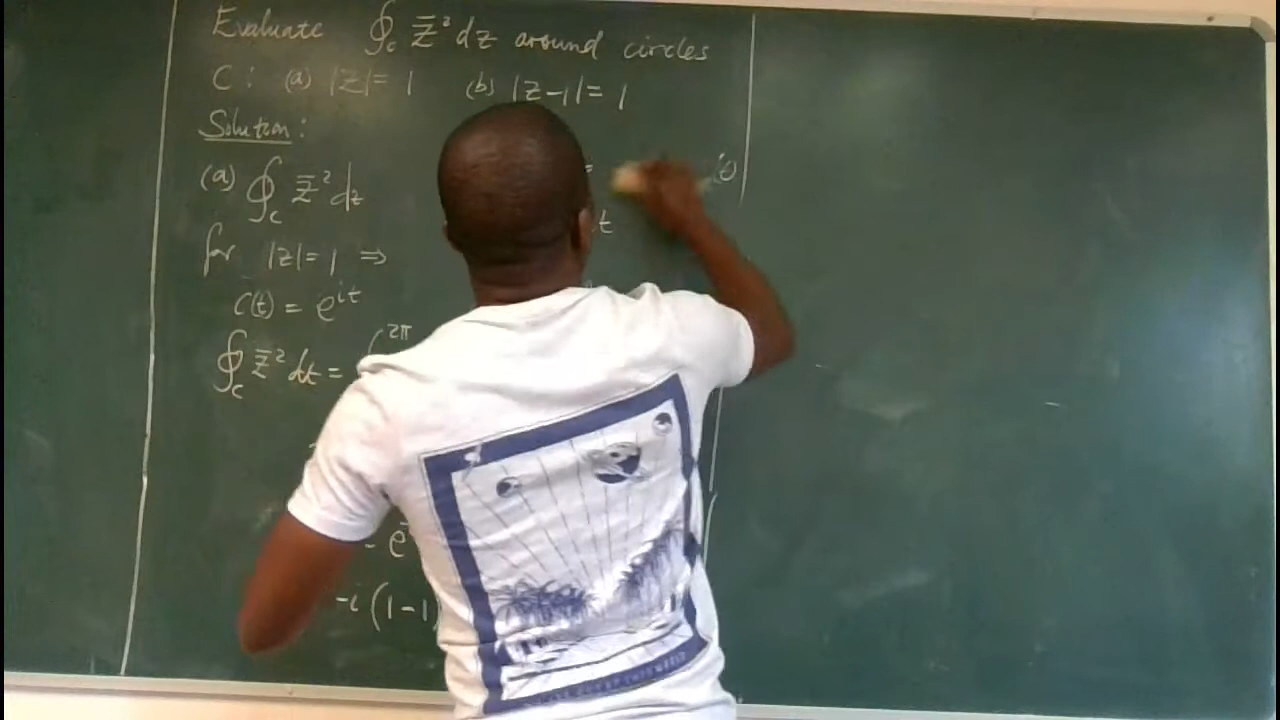 Evaluate ∮_C z̄² dz around circles
C: (a) |z|= 1 (b) |z-1|= 1
Solution:
(a) ∮_C z̄² dz
for |z|= 1 ⇒
C(t) = e^{it}
∮_C z̄² dt = ∫^{2π}
- e
-i (1-1)
=
(t)
t